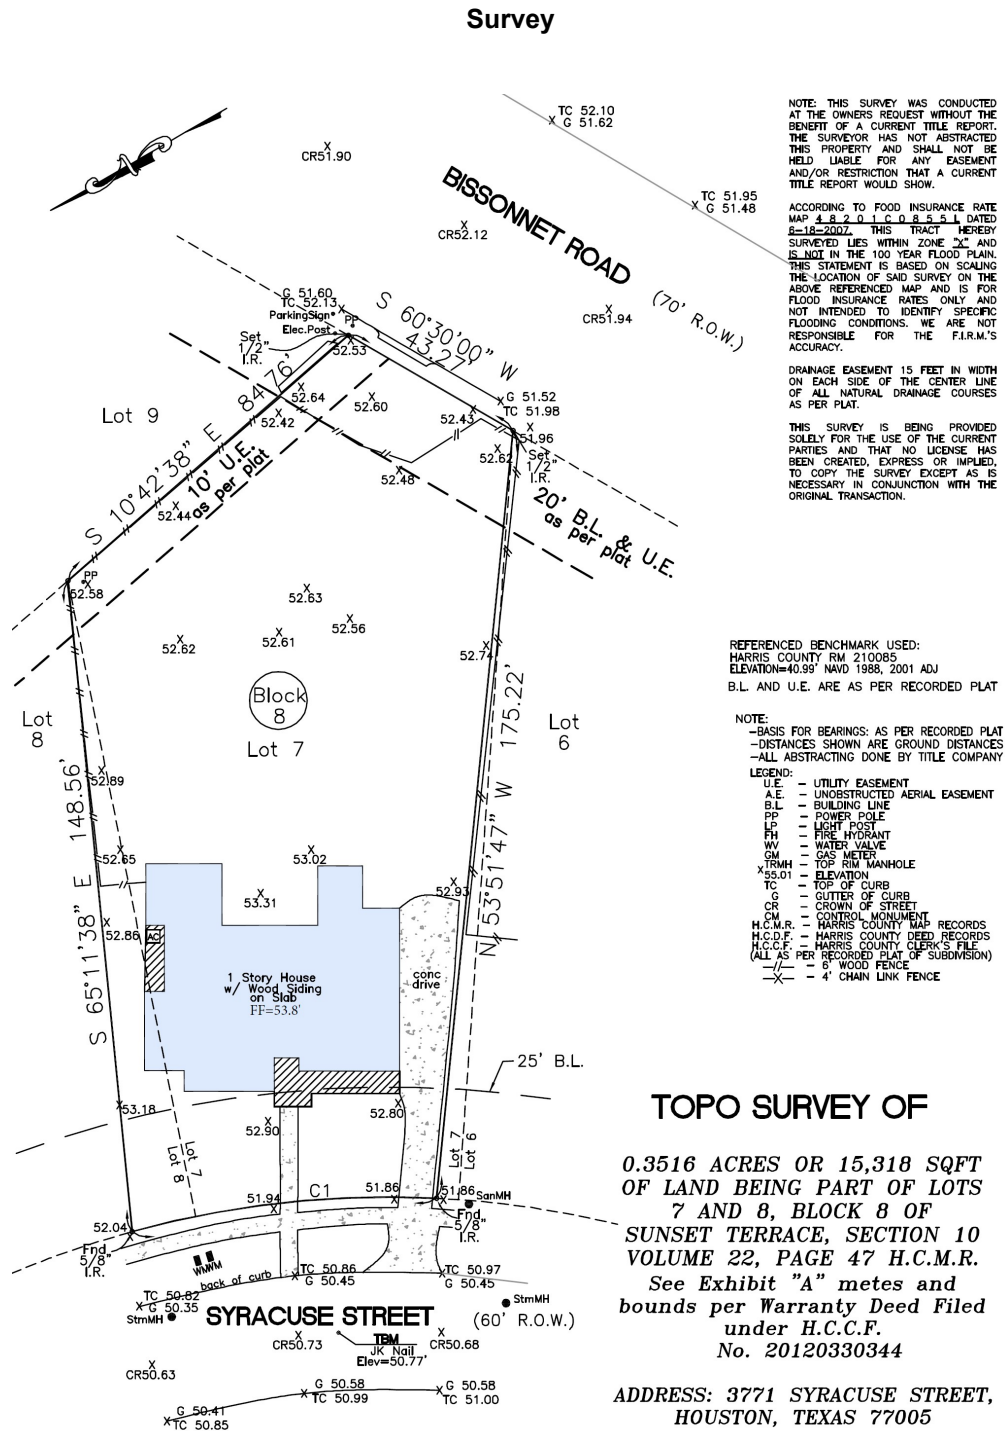 Survey
NOTE: THIS SURVEY WAS CONDUCTED
AT THE OWNERS REQUEST WITHOUT THE
BENEFIT OF A CURRENT TITLE REPORT.
THE SURVEYOR HAS NOT ABSTRACTED
THIS PROPERTY AND SHALL NOT BE
HELD LIABLE FOR ANY EASEMENT
AND/OR RESTRICTION THAT A CURRENT
TITLE REPORT WOULD SHOW.
ACCORDING TO FOOD INSURANCE RATE
MAP 48201C0855L DATED
6-18-2007. THIS TRACT HEREBY
SURVEYED LIES WITHIN ZONE "X" AND
IS NOT IN THE 100 YEAR FLOOD PLAIN.
THIS STATEMENT IS BASED ON SCALING
THE LOCATION OF SAID SURVEY ON THE
ABOVE REFERENCED MAP AND IS FOR
FLOOD INSURANCE RATES ONLY AND
NOT INTENDED TO IDENTIFY SPECIFIC
FLOODING CONDITIONS. WE ARE NOT
RESPONSIBLE FOR THE F.I.R.M.'S
ACCURACY.
DRAINAGE EASEMENT 15 FEET IN WIDTH
ON EACH SIDE OF THE CENTER LINE
OF ALL NATURAL DRAINAGE COURSES
AS PER PLAT.
THIS SURVEY IS BEING PROVIDED
SOLELY FOR THE USE OF THE CURRENT
PARTIES AND THAT NO LICENSE HAS
BEEN CREATED, EXPRESS OR IMPLIED,
TO COPY THE SURVEY EXCEPT AS IS
NECESSARY IN CONJUNCTION WITH THE
ORIGINAL TRANSACTION.
TC 52.10
X G 51.62
X
CR51.90
TC 51.95
X G 51.48
BISSONNET ROAD
(70' R.O.W.)
X
CR52.12
X
CR51.94
G 51.60
TC 52.13 X
ParkingSign
PP
Elec.Post
Set
1/2"
I.R.
S 60°30'00" W
43.27'
X
52.53
X
52.64
X
52.60
X
52.42
X
52.43
G 51.52
X
TC 51.98
X
51.96
X
52.62
Set
1/2"
I.R.
X
52.48
Lot 9
S 10°42'38" E 84.76'
10' U.E.
as per plat
X
52.44
20' B.L. & U.E.
as per plat
PP
X
52.58
X
52.63
X
52.56
X
52.61
X
52.62
X
52.74
Block
8
Lot 7
Lot
8
Lot
6
S 65°11'38" E 148.56'
N 53°51'47" W 175.22'
X
52.89
X
52.65
X
53.02
X
53.31
X
52.93
X
52.86
AC
1 Story House
w/ Wood Siding
on Slab
FF=53.8'
conc
drive
25' B.L.
X
53.18
X
52.80
X
52.90
Lot 7
Lot 8
Lot 7
Lot 6
C1
51.94
X
51.86
X
X
51.86
SanMH
Fnd
5/8"
I.R.
52.04
X
Fnd
5/8"
I.R.
WMWM
back of curb
TC 50.86
X
G 50.45
TC 50.97
X
G 50.45
TC 50.82
X
G 50.35
StmMH
StmMH
SYRACUSE STREET
(60' R.O.W.)
X
CR50.73
TBM
JK Nail
Elev=50.77'
X
CR50.68
X
CR50.63
G 50.58
X
TC 50.99
G 50.58
X
TC 51.00
G 50.41
X
TC 50.85
REFERENCED BENCHMARK USED:
HARRIS COUNTY RM 210085
ELEVATION=40.99' NAVD 1988, 2001 ADJ
B.L. AND U.E. ARE AS PER RECORDED PLAT
NOTE:
-BASIS FOR BEARINGS: AS PER RECORDED PLAT
-DISTANCES SHOWN ARE GROUND DISTANCES
-ALL ABSTRACTING DONE BY TITLE COMPANY
LEGEND:
U.E. - UTILITY EASEMENT
A.E. - UNOBSTRUCTED AERIAL EASEMENT
B.L - BUILDING LINE
PP - POWER POLE
LP - LIGHT POST
FH - FIRE HYDRANT
WV - WATER VALVE
GM - GAS METER
TRMH - TOP RIM MANHOLE
X55.01 - ELEVATION
TC - TOP OF CURB
G - GUTTER OF CURB
CR - CROWN OF STREET
CM - CONTROL MONUMENT
H.C.M.R. - HARRIS COUNTY MAP RECORDS
H.C.D.F. - HARRIS COUNTY DEED RECORDS
H.C.C.F. - HARRIS COUNTY CLERK'S FILE
(ALL AS PER RECORDED PLAT OF SUBDIVISION)
—//— - 6' WOOD FENCE
—X— - 4' CHAIN LINK FENCE
TOPO SURVEY OF
0.3516 ACRES OR 15,318 SQFT
OF LAND BEING PART OF LOTS
7 AND 8, BLOCK 8 OF
SUNSET TERRACE, SECTION 10
VOLUME 22, PAGE 47 H.C.M.R.
See Exhibit "A" metes and
bounds per Warranty Deed Filed
under H.C.C.F.
No. 20120330344
ADDRESS: 3771 SYRACUSE STREET,
HOUSTON, TEXAS 77005